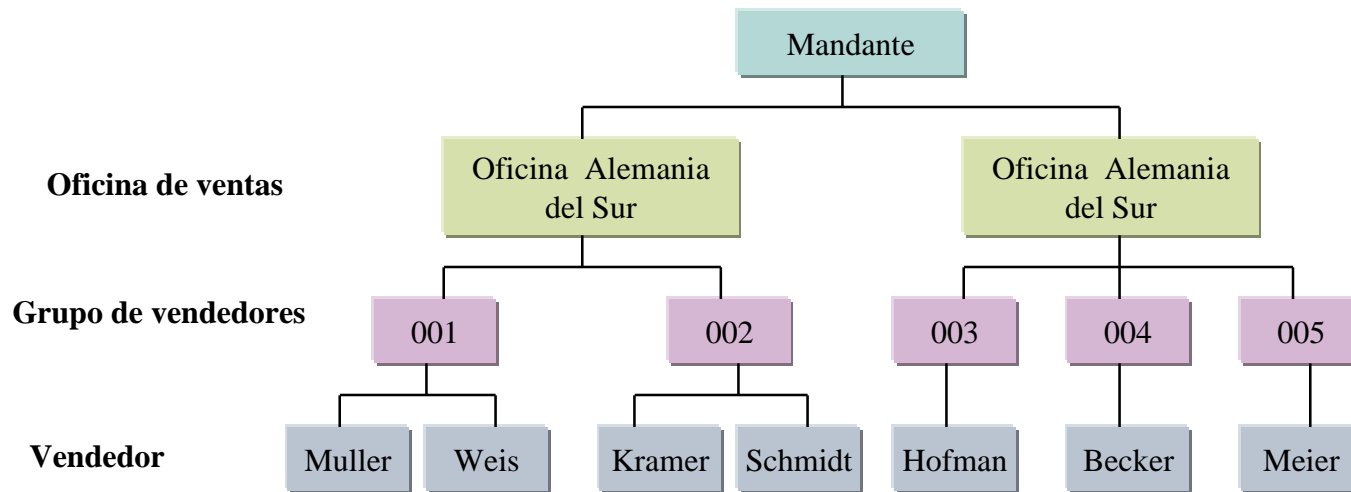 Mandante
Oficina de ventas
Oficina Alemania
del Sur
Oficina Alemania
del Sur
Grupo de vendedores
001
002
003
004
005
Vendedor
Muller
Weis
Kramer
Schmidt
Hofman
Becker
Meier